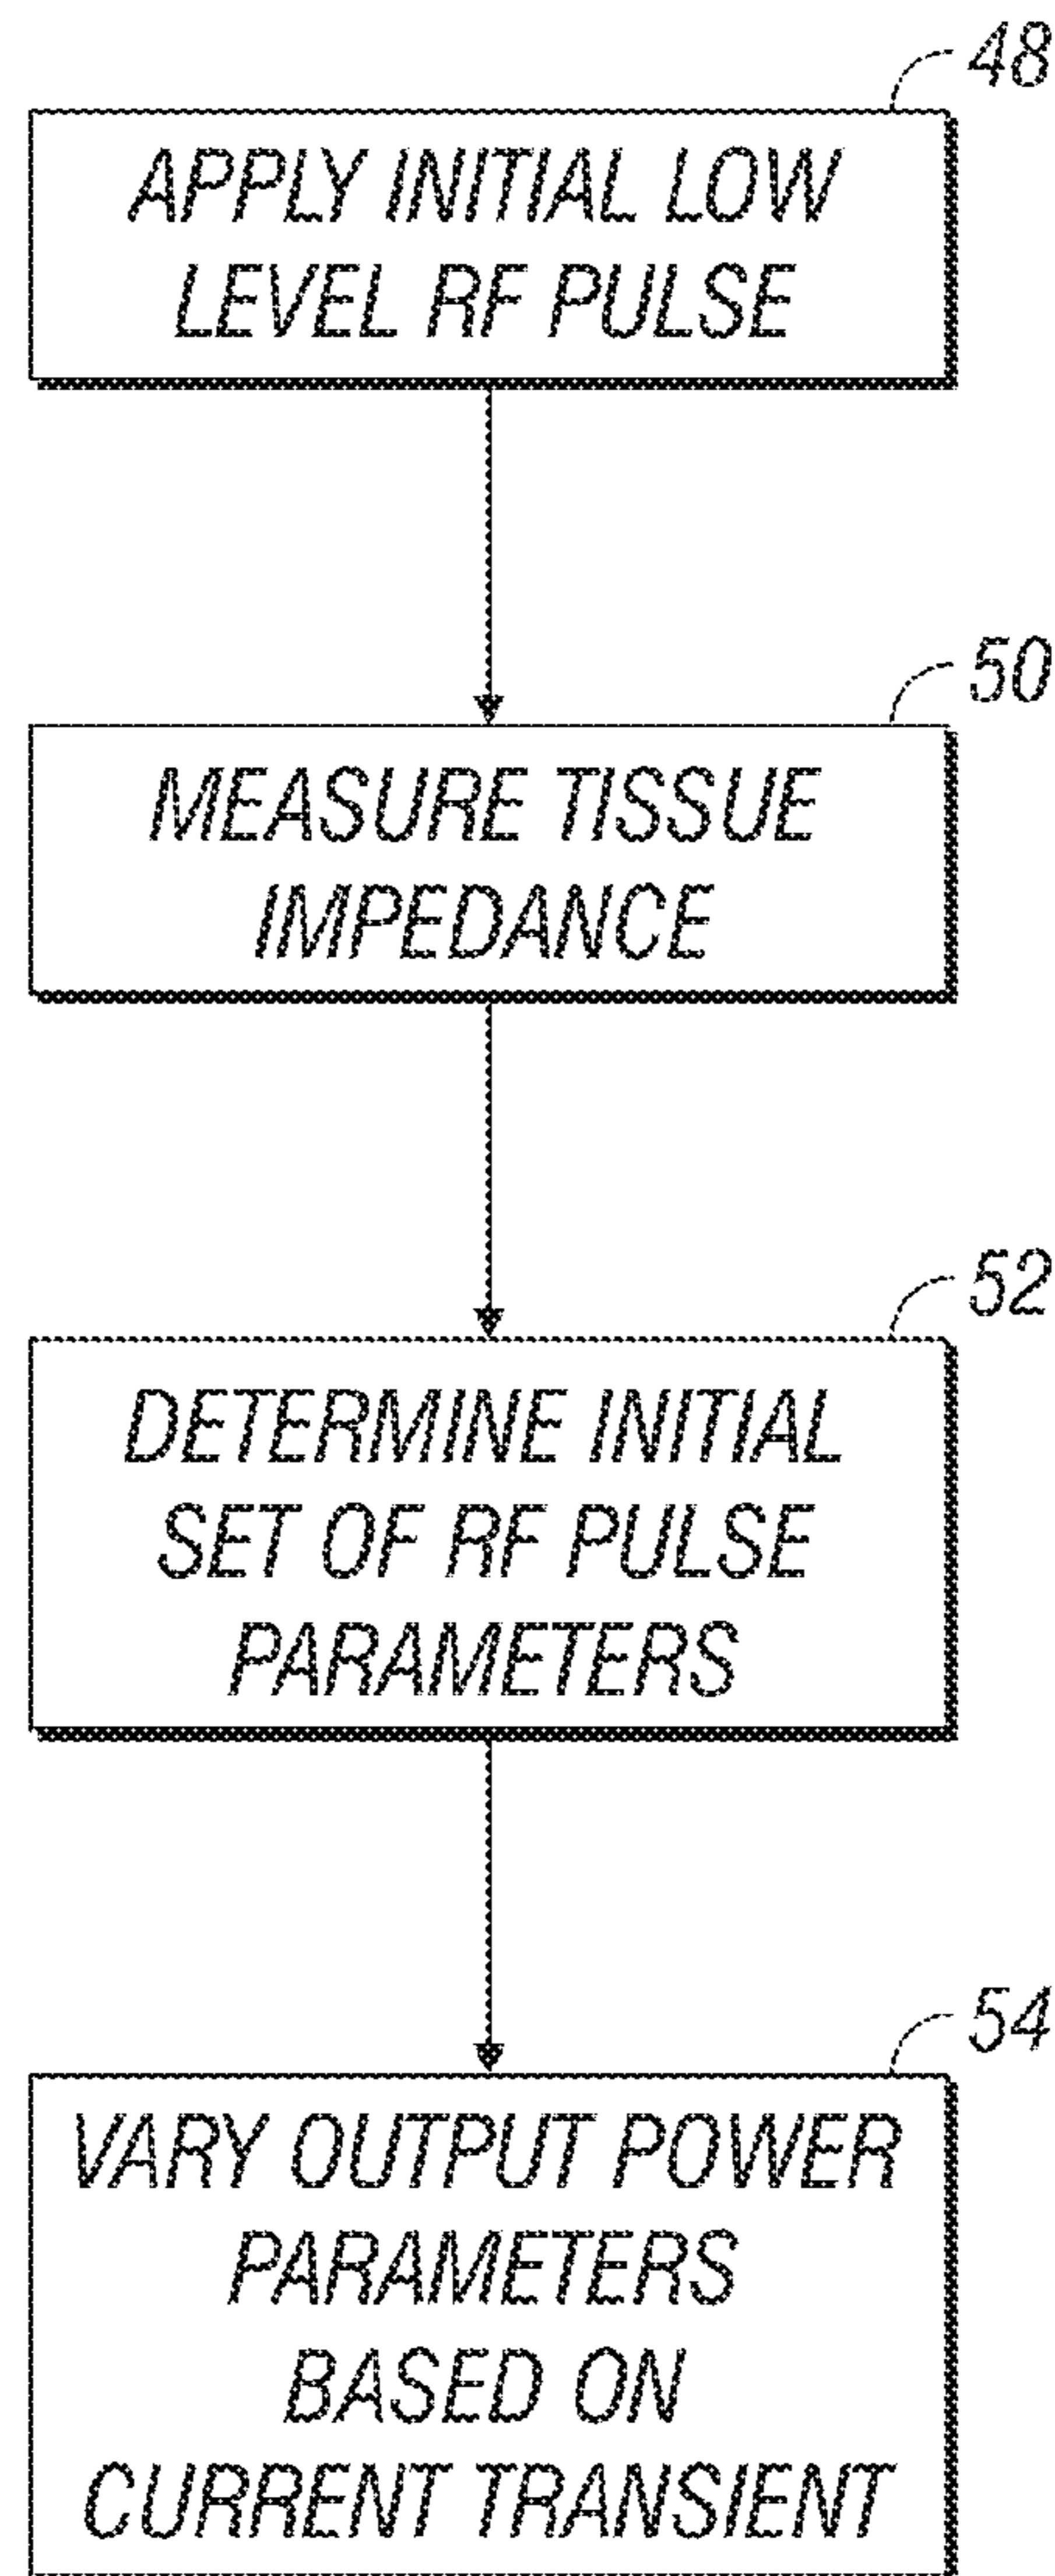 48
APPLY INITIAL LOW
LEVEL RF PULSE
50
MEASURE TISSUE
IMPEDANCE
52
DETERMINE INITIAL
SET OF RF PULSE
PARAMETERS
54
VARY OUTPUT POWER
PARAMETERS
BASED ON
CURRENT TRANSIENT